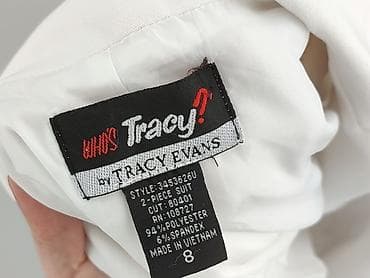 WHO'S Tracy?
BY TRACY EVANS
STYLE: 3453626U
2-PIECE SUIT
CUT: 80401
RN: 108727
94% POLYESTER
6% SPANDEX
MADE IN VIETNAM
8